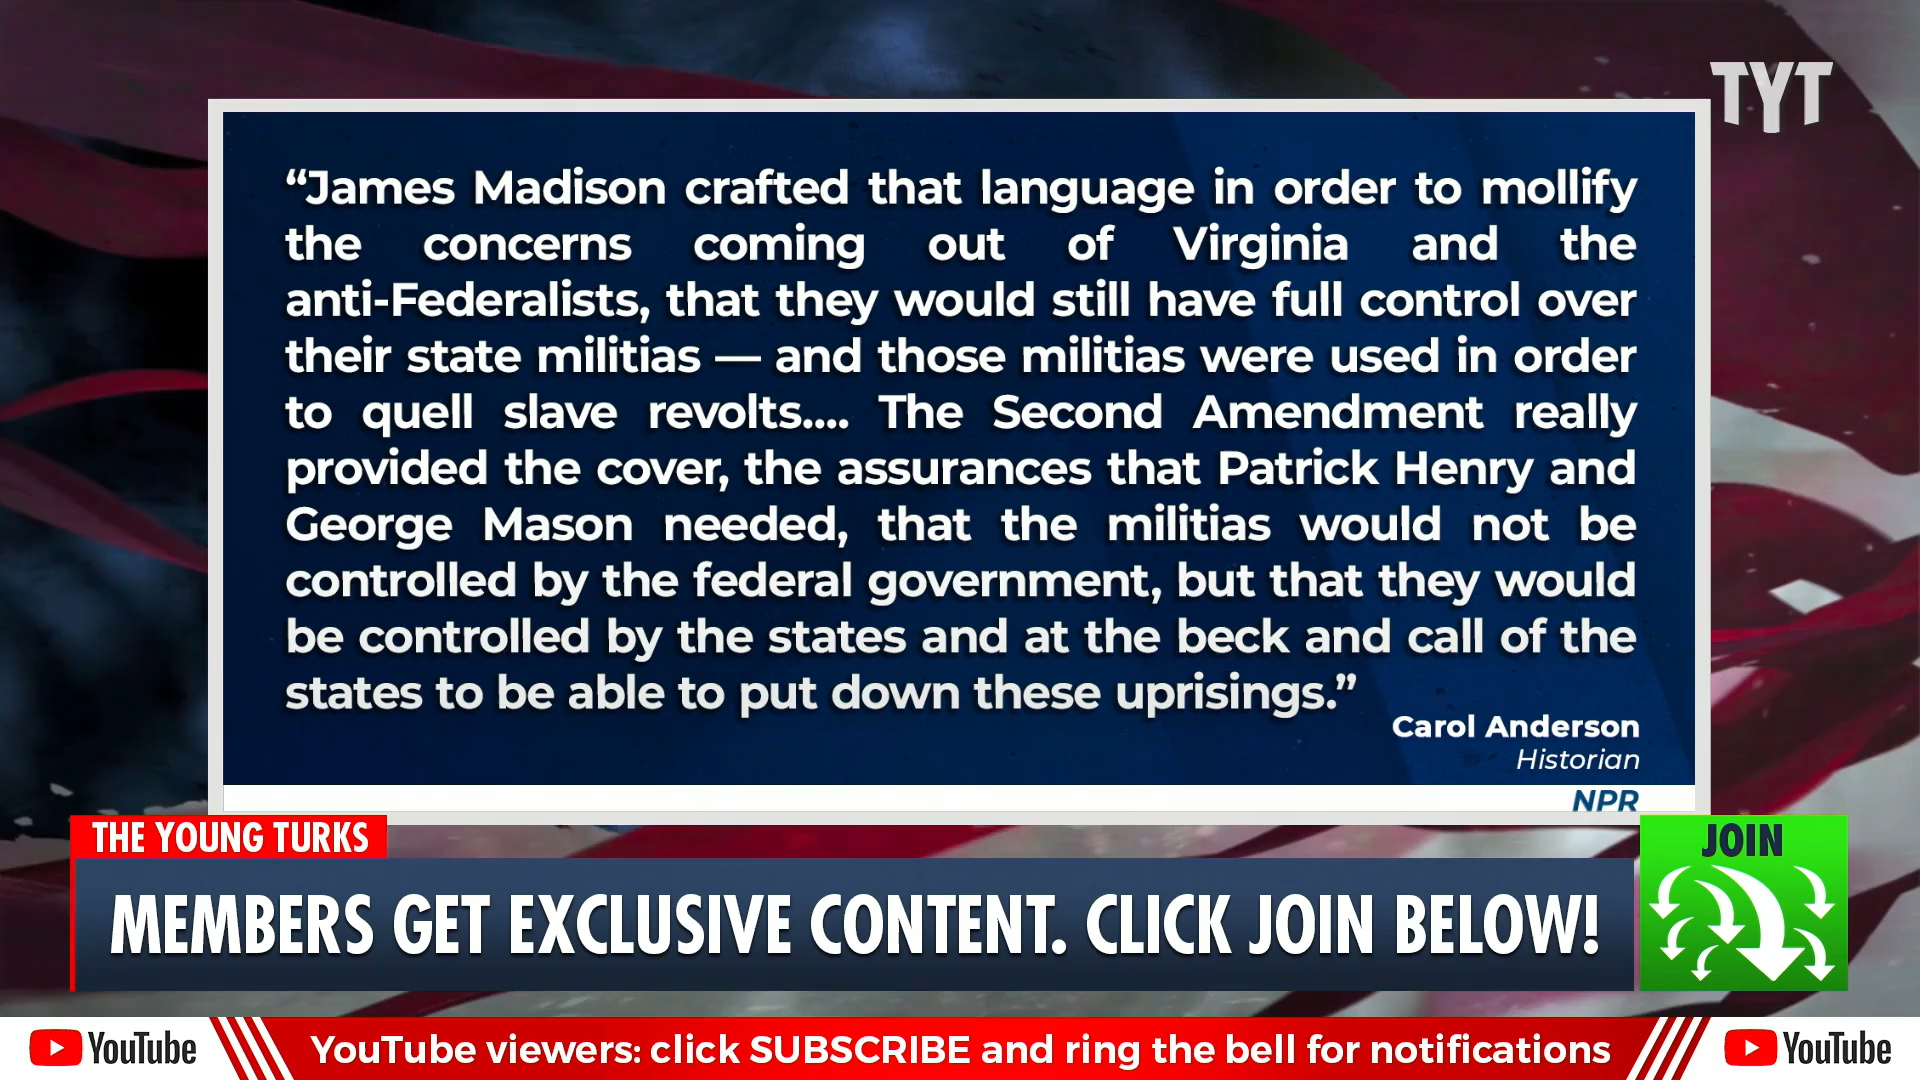 TYT
“James Madison crafted that language in order to mollify
the concerns coming out of Virginia and the
anti-Federalists, that they would still have full control over
their state militias — and those militias were used in order
to quell slave revolts.... The Second Amendment really
provided the cover, the assurances that Patrick Henry and
George Mason needed, that the militias would not be
controlled by the federal government, but that they would
be controlled by the states and at the beck and call of the
states to be able to put down these uprisings.”
Carol Anderson
Historian
NPR
THE YOUNG TURKS
JOIN
MEMBERS GET EXCLUSIVE CONTENT. CLICK JOIN BELOW!
YouTube
YouTube viewers: click SUBSCRIBE and ring the bell for notifications
YouTube